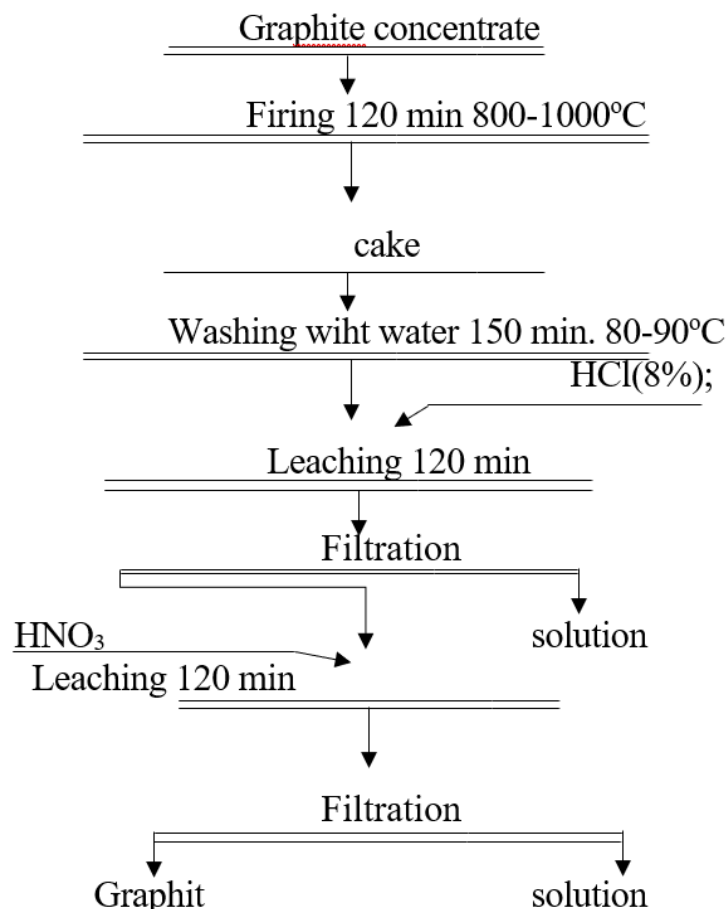 Graphite concentrate
Firing 120 min 800-1000ºC
cake
Washing wiht water 150 min. 80-90ºC
HCl(8%);
Leaching 120 min
Filtration
solution
HNO₃
Leaching 120 min
Filtration
Graphit
solution